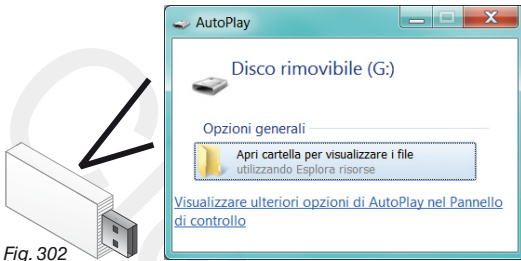 AutoPlay
Disco rimovibile (G:)
Opzioni generali
Apri cartella per visualizzare i file
utilizzando Esplora risorse
Visualizzare ulteriori opzioni di AutoPlay nel Pannello
di controllo
Fig. 302